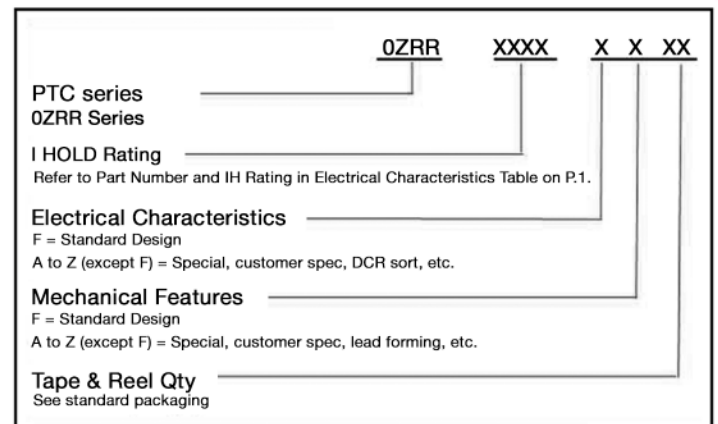 0ZRR XXXX X X XX
PTC series
0ZRR Series
I HOLD Rating
Refer to Part Number and IH Rating in Electrical Characteristics Table on P.1.
Electrical Characteristics
F = Standard Design
A to Z (except F) = Special, customer spec, DCR sort, etc.
Mechanical Features
F = Standard Design
A to Z (except F) = Special, customer spec, lead forming, etc.
Tape & Reel Qty
See standard packaging